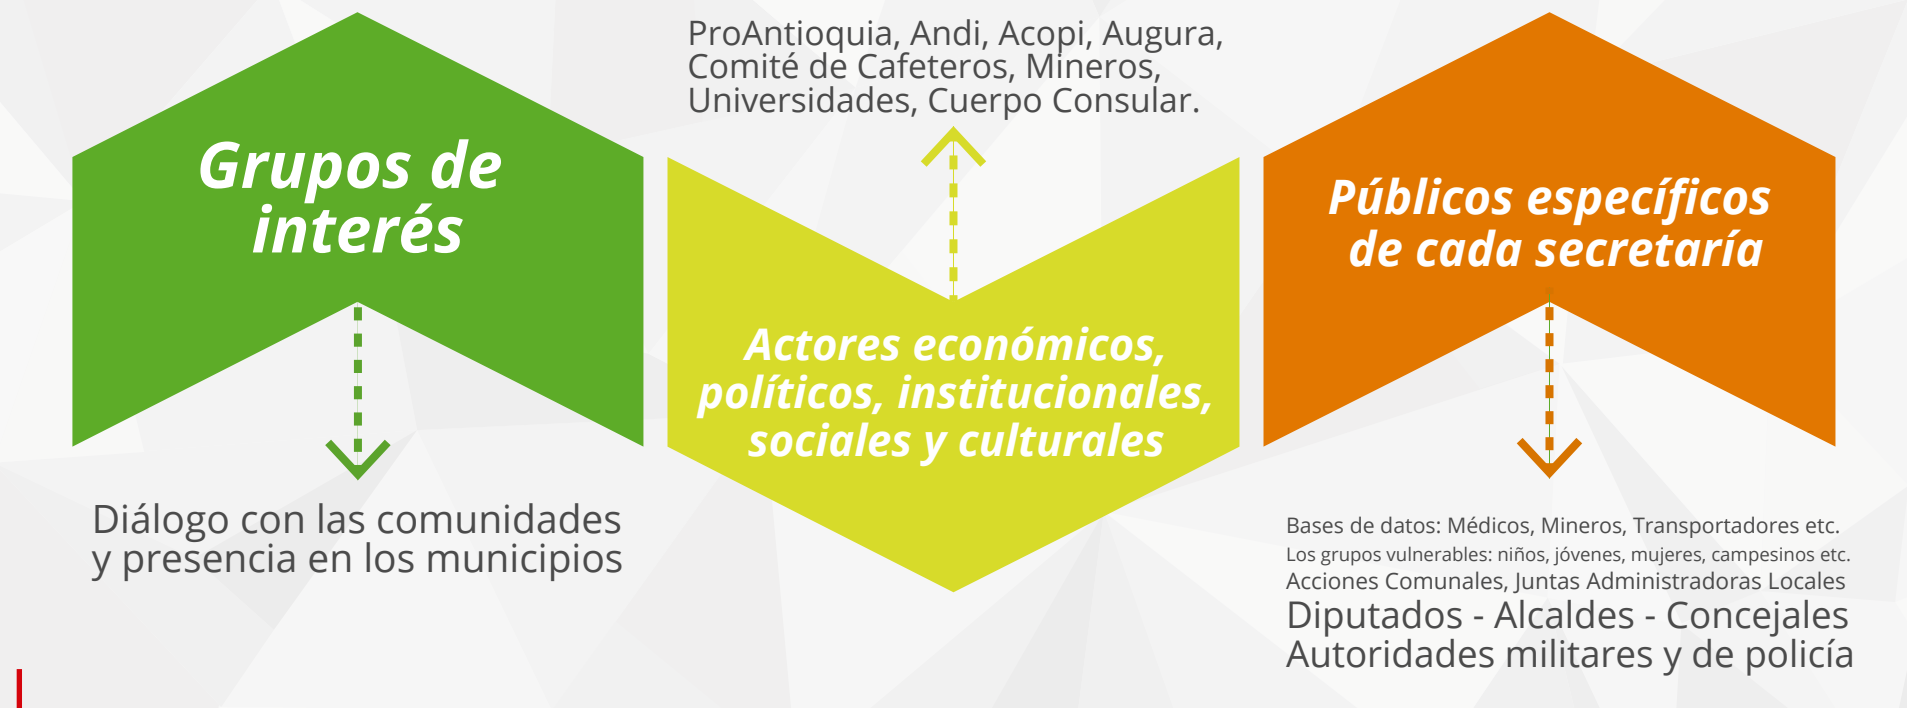 Grupos de
interés
Diálogo con las comunidades
y presencia en los municipios
ProAntioquia, Andi, Acopi, Augura,
Comité de Cafeteros, Mineros,
Universidades, Cuerpo Consular.
Actores económicos,
políticos, institucionales,
sociales y culturales
Públicos específicos
de cada secretaría
Bases de datos: Médicos, Mineros, Transportadores etc.
Los grupos vulnerables: niños, jóvenes, mujeres, campesinos etc.
Acciones Comunales, Juntas Administradoras Locales
Diputados - Alcaldes - Concejales
Autoridades militares y de policía